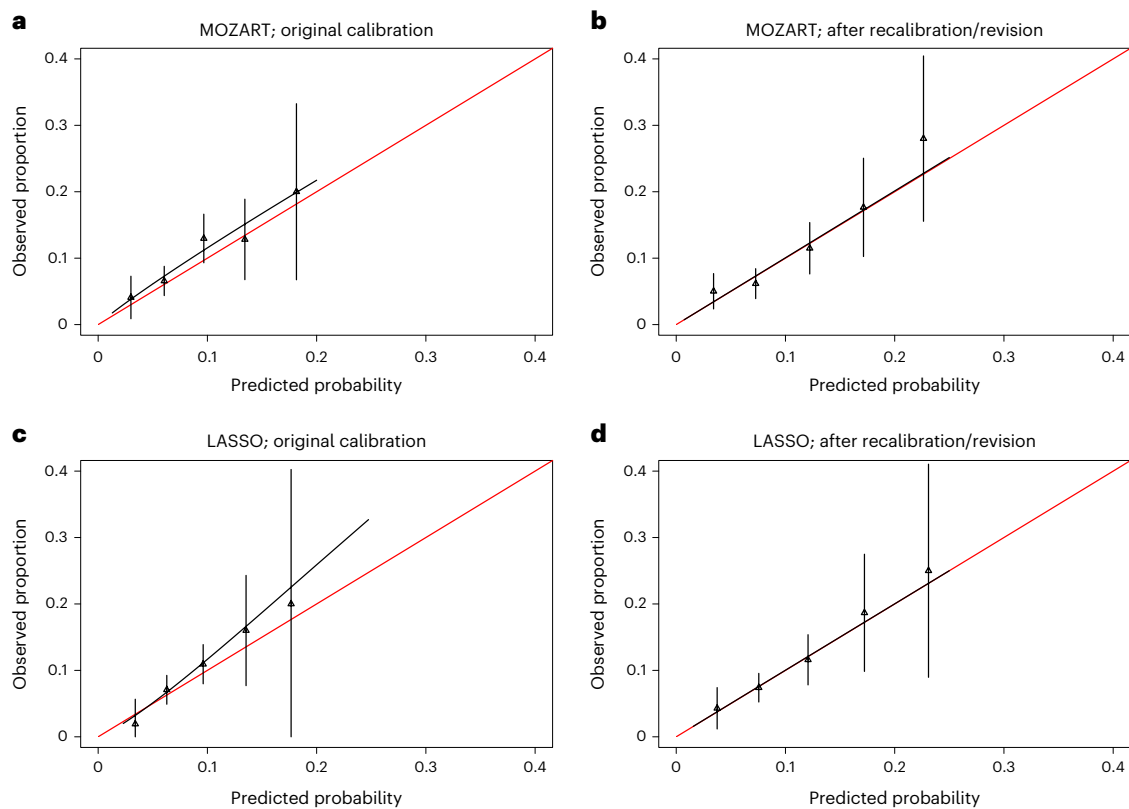 a
MOZART; original calibration
0.4
0.3
0.2
0.1
0
Observed proportion
0 0.1 0.2 0.3 0.4
Predicted probability
b
MOZART; after recalibration/revision
0.4
0.3
0.2
0.1
0
Observed proportion
0 0.1 0.2 0.3 0.4
Predicted probability
c
LASSO; original calibration
0.4
0.3
0.2
0.1
0
Observed proportion
0 0.1 0.2 0.3 0.4
Predicted probability
d
LASSO; after recalibration/revision
0.4
0.3
0.2
0.1
0
Observed proportion
0 0.1 0.2 0.3 0.4
Predicted probability